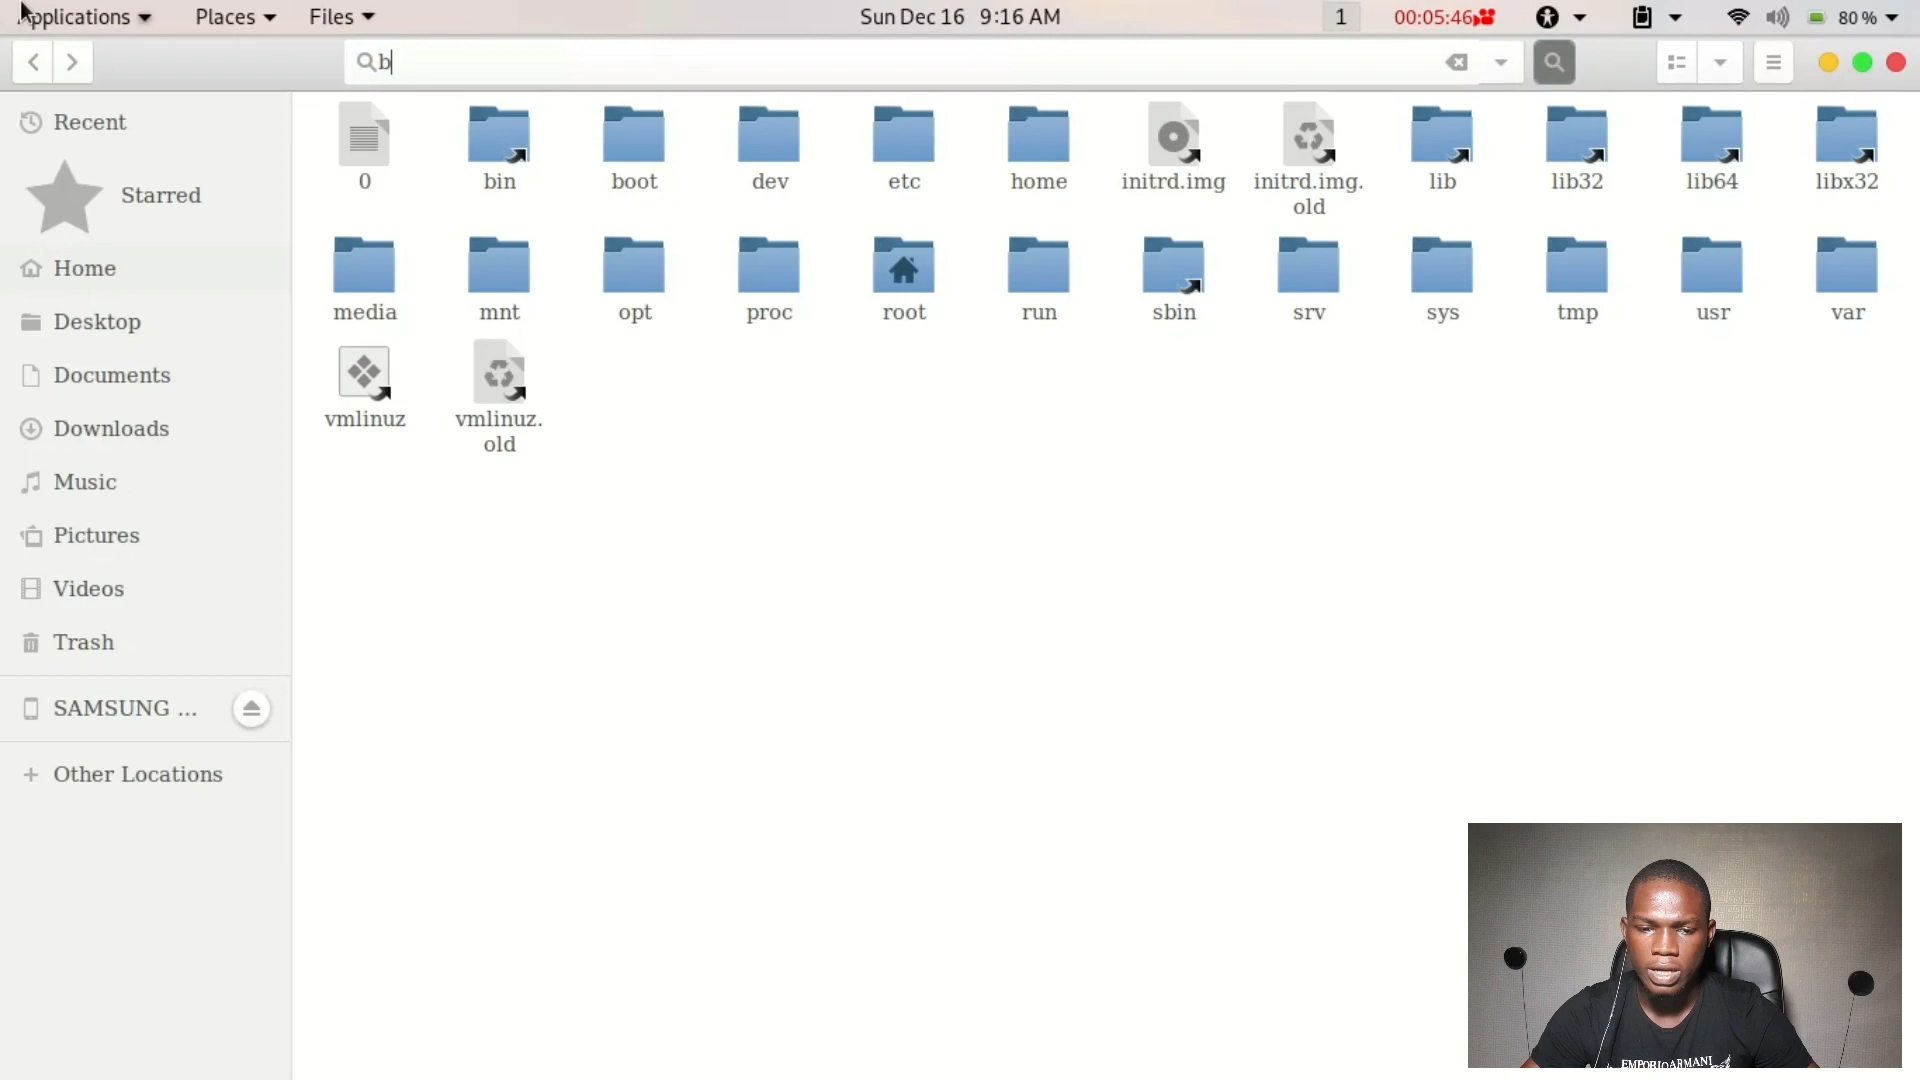 Applications Places Files Sun Dec 16 9:16 AM 1 00:05:46 80 %
b
Recent
Starred
Home
Desktop
Documents
Downloads
Music
Pictures
Videos
Trash
SAMSUNG ...
Other Locations
0 bin boot dev etc home initrd.img initrd.img. lib lib32 lib64 libx32
old
media mnt opt proc root run sbin srv sys tmp usr var
vmlinuz vmlinuz.
old
EMPORIO ARMANI